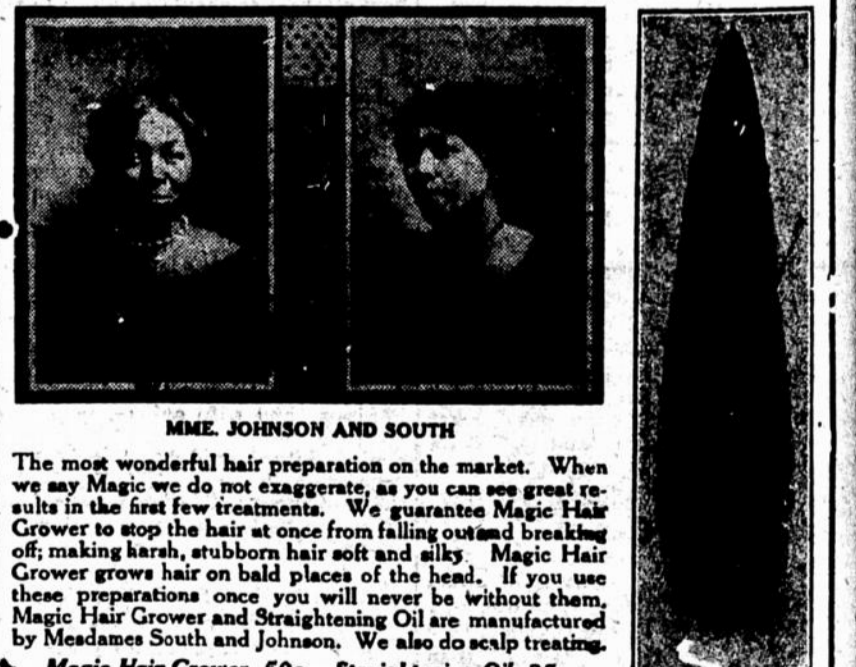 MME. JOHNSON AND SOUTH
The most wonderful hair preparation on the market. When
we say Magic we do not exaggerate, as you can see great re-
sults in the first few treatments. We guarantee Magic Hair
Grower to stop the hair at once from falling out and breaking
off; making harsh, stubborn hair soft and silky. Magic Hair
Grower grows hair on bald places of the head. If you use
these preparations once you will never be without them.
Magic Hair Grower and Straightening Oil are manufactured
by Mesdames South and Johnson. We also do scalp treating.
Magic Hair Grower, 50c